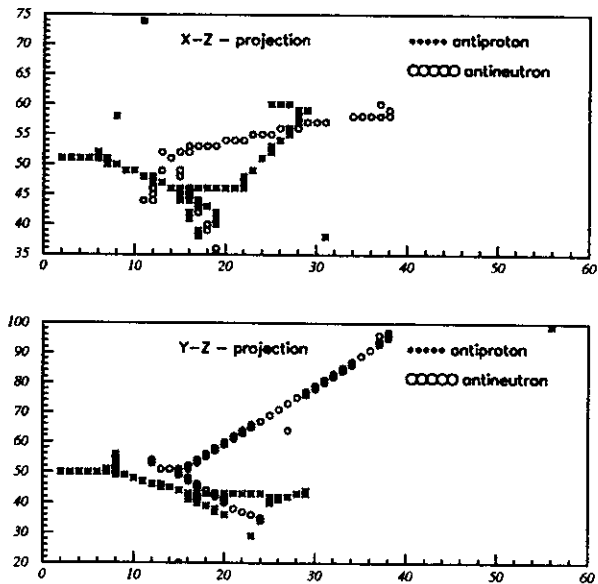 75
70
65
60
55
50
45
40
35
X-Z - projection
***** antiproton
OOOOO antineutron
0 10 20 30 40 50 60
100
90
80
70
60
50
40
30
20
Y-Z - projection
***** antiproton
OOOOO antineutron
0 10 20 30 40 50 60